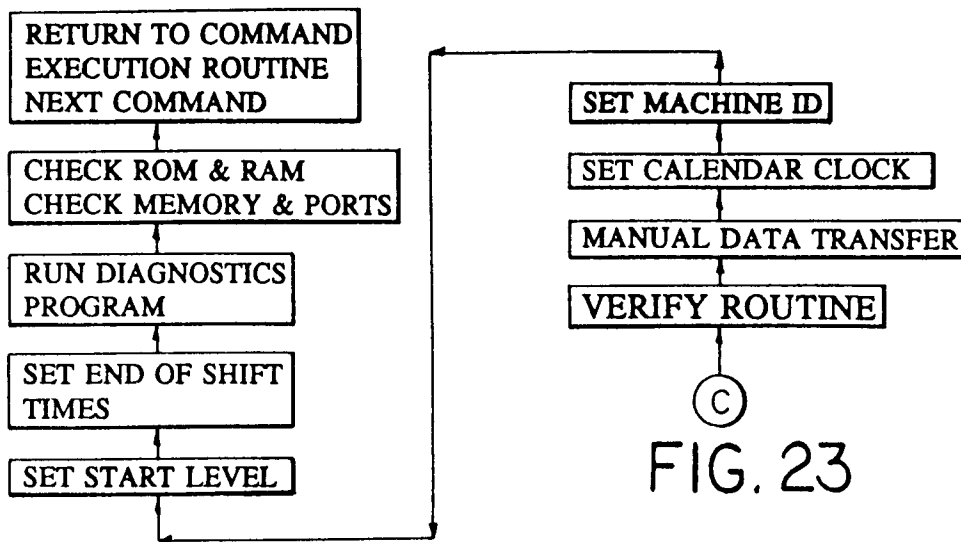 RETURN TO COMMAND
EXECUTION ROUTINE
NEXT COMMAND
CHECK ROM & RAM
CHECK MEMORY & PORTS
RUN DIAGNOSTICS
PROGRAM
SET END OF SHIFT
TIMES
SET START LEVEL
SET MACHINE ID
SET CALENDAR CLOCK
MANUAL DATA TRANSFER
VERIFY ROUTINE
C
FIG. 23